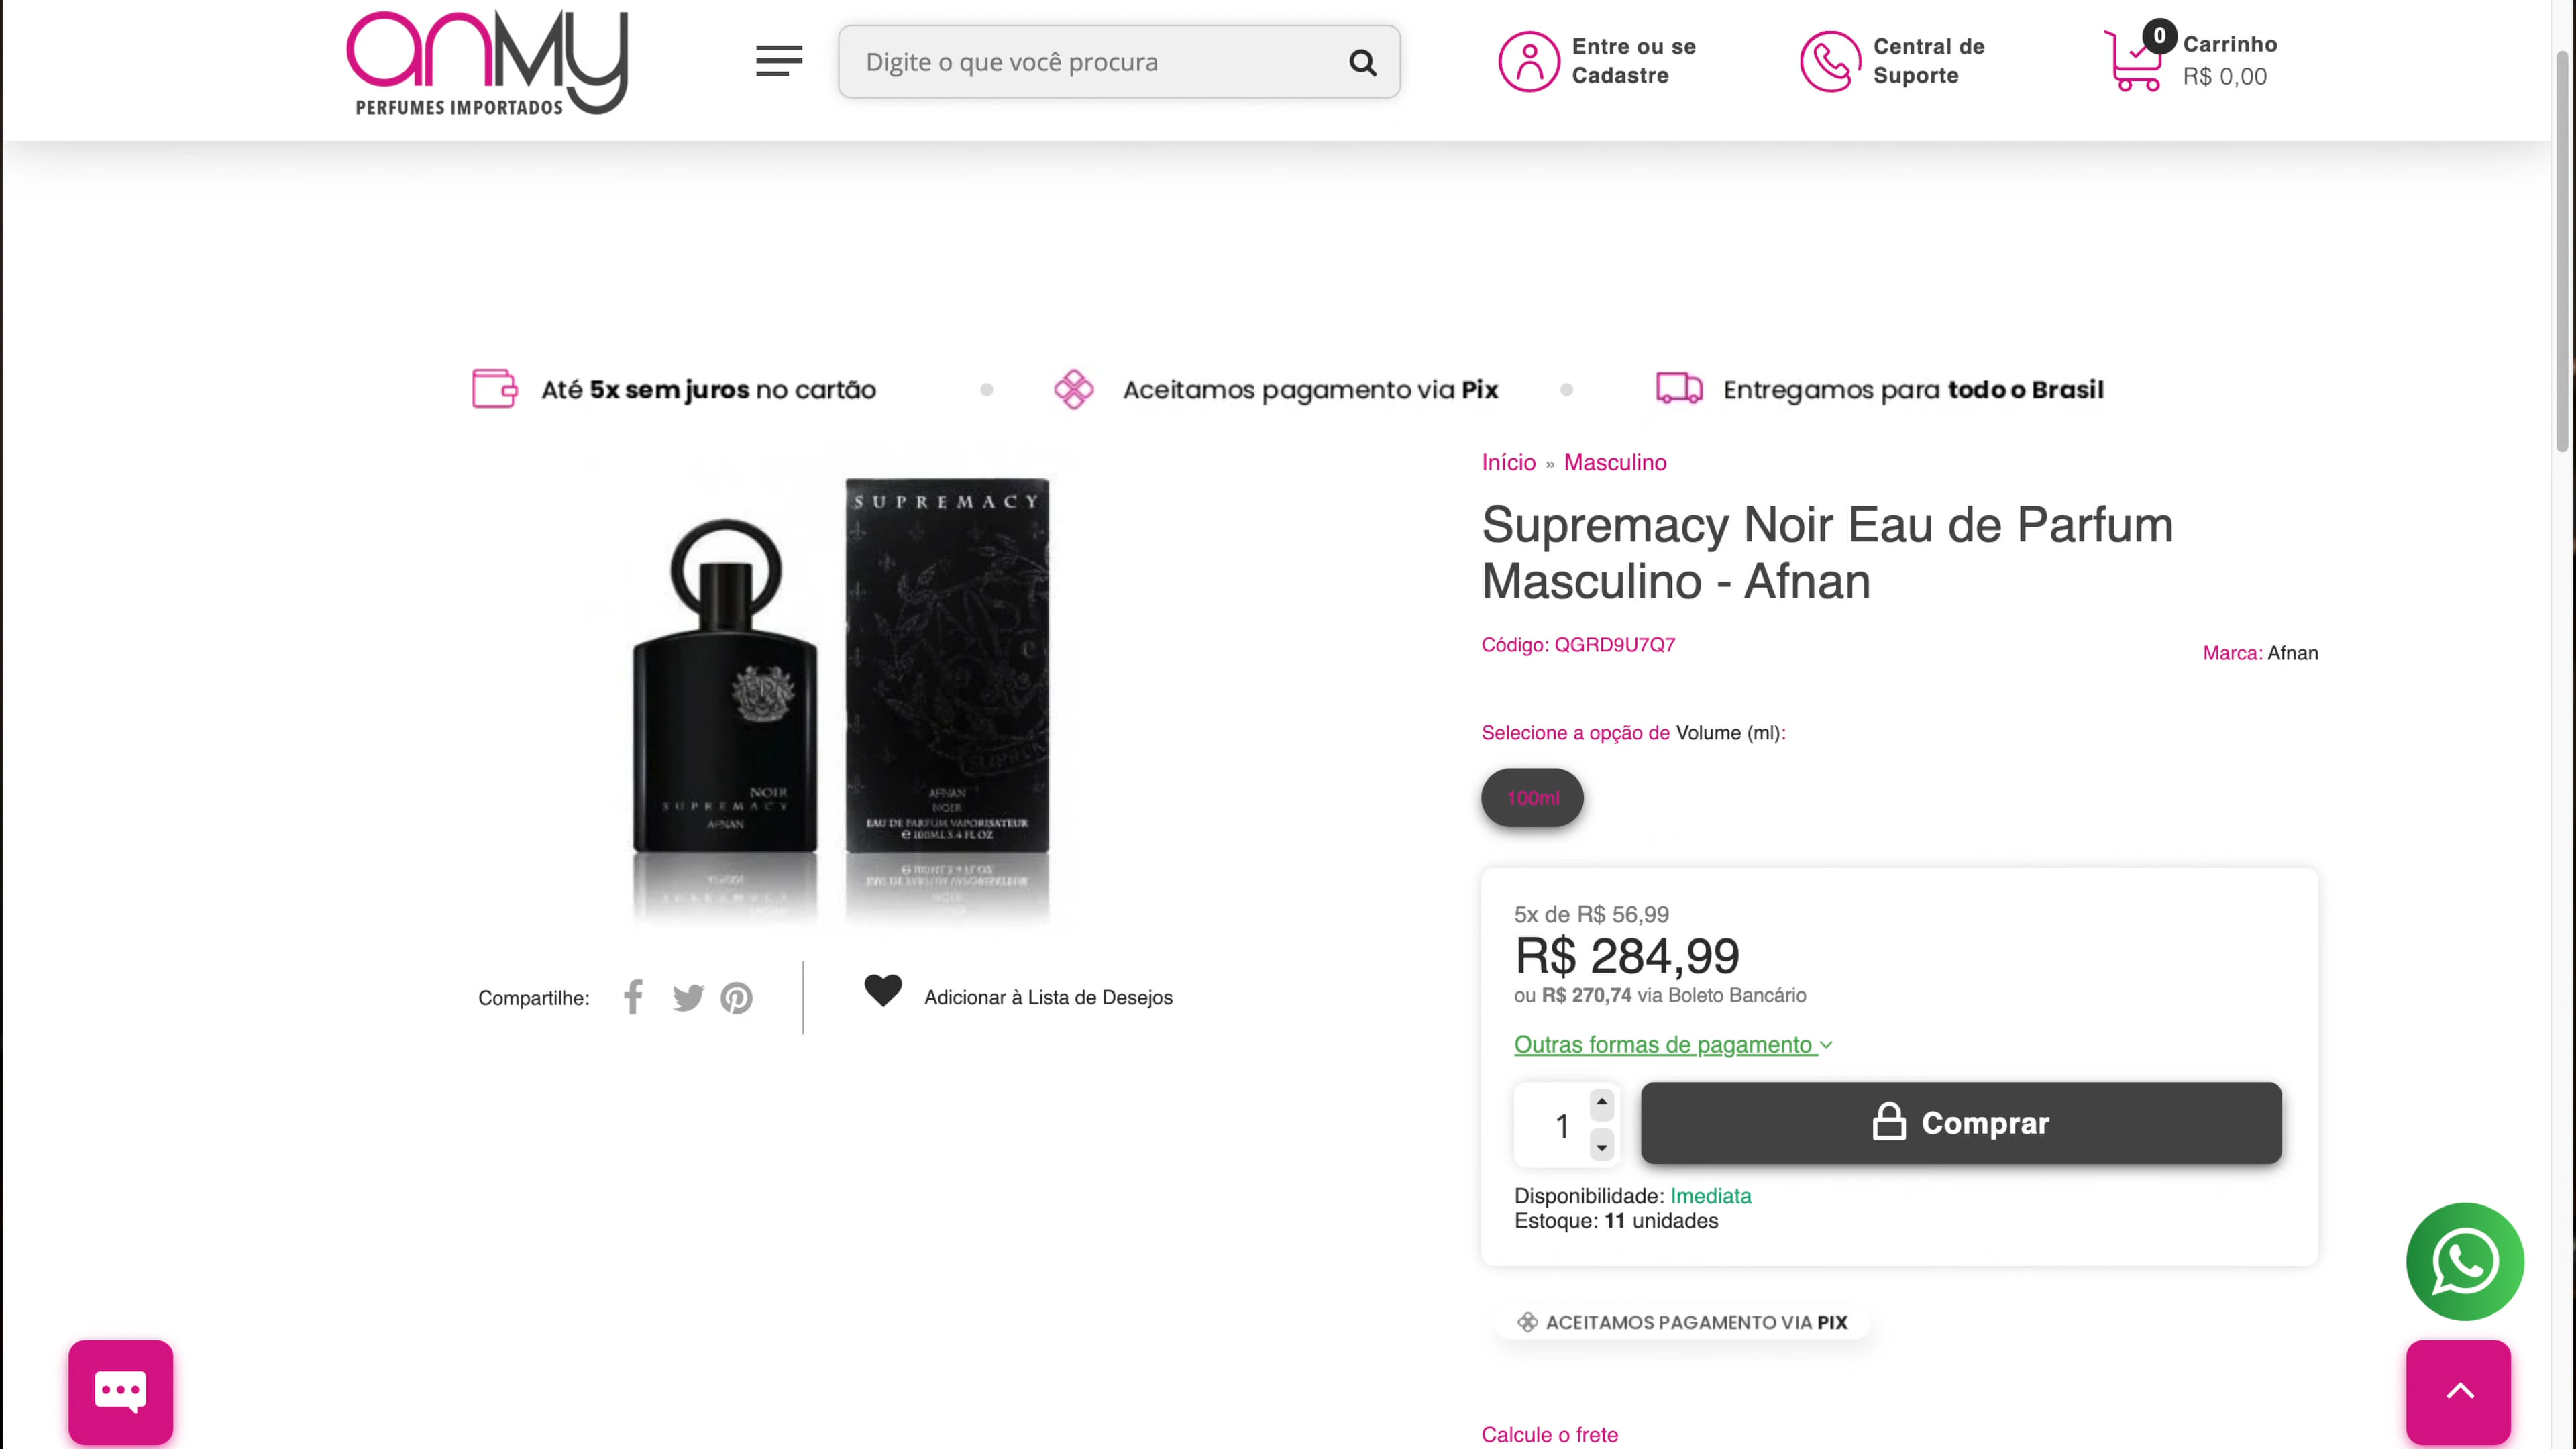 anMy
PERFUMES IMPORTADOS
Digite o que você procura
Entre ou se
Cadastre
Central de
Suporte
0
Carrinho
R$ 0,00
Até 5x sem juros no cartão
Aceitamos pagamento via Pix
Entregamos para todo o Brasil
SUPREMACY
AFNAN
NOIR
EAU DE PARFUM VAPORISATEUR
e 100ML 3.4 FL OZ
NOIR
SUPREMACY
AFNAN
Compartilhe:
Adicionar à Lista de Desejos
Início » Masculino
Supremacy Noir Eau de Parfum
Masculino - Afnan
Código: QGRD9U7Q7
Marca: Afnan
Selecione a opção de Volume (ml):
100ml
5x de R$ 56,99
R$ 284,99
ou R$ 270,74 via Boleto Bancário
Outras formas de pagamento
1
Comprar
Disponibilidade: Imediata
Estoque: 11 unidades
ACEITAMOS PAGAMENTO VIA PIX
Calcule o frete